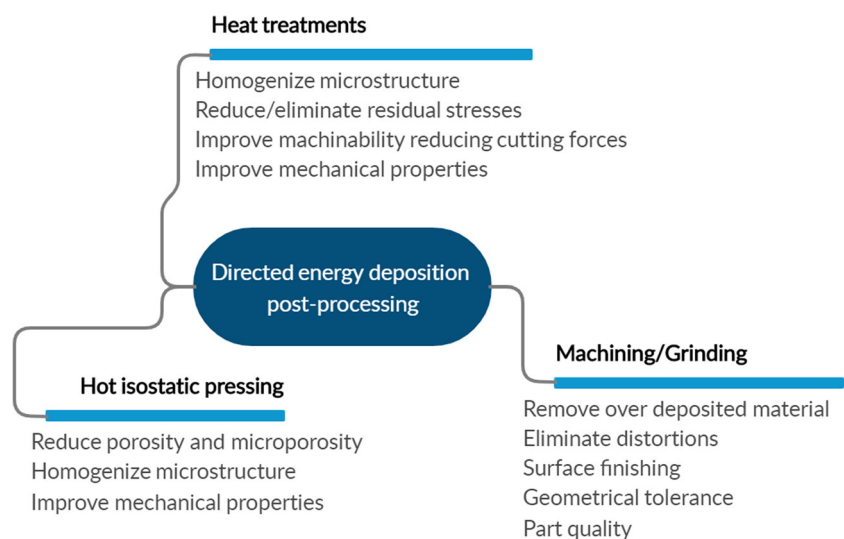 Heat treatments
Homogenize microstructure
Reduce/eliminate residual stresses
Improve machinability reducing cutting forces
Improve mechanical properties
Directed energy deposition
post-processing
Hot isostatic pressing
Reduce porosity and microporosity
Homogenize microstructure
Improve mechanical properties
Machining/Grinding
Remove over deposited material
Eliminate distortions
Surface finishing
Geometrical tolerance
Part quality